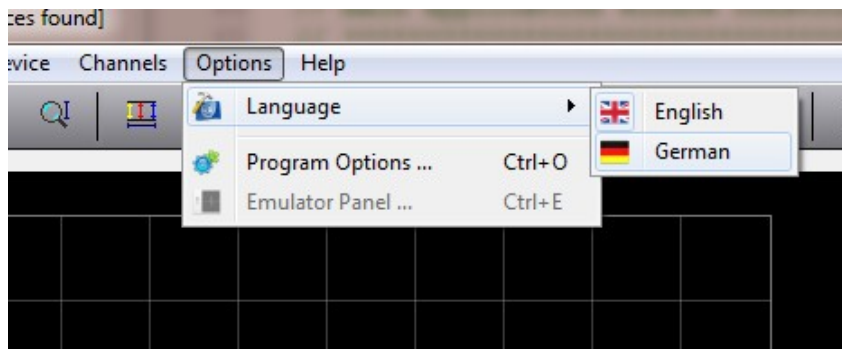 ces found]
evice Channels Options Help
Language
English
German
Program Options ... Ctrl+O
Emulator Panel ... Ctrl+E